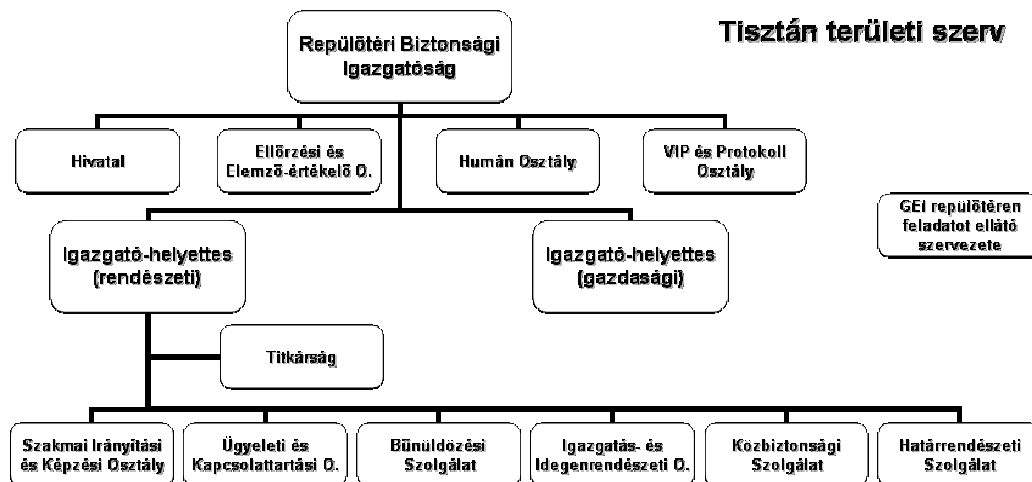 Tisztán területi szerv
Repülőtéri Biztonsági
Igazgatóság
Hivatal
Ellőrzési és
Elemző-értékelő O.
Humán Osztály
VIP és Protokoll
Osztály
GEI repülőtéren
feladatot ellátó
szervezete
Igazgató-helyettes
(rendészeti)
Igazgató-helyettes
(gazdasági)
Titkárság
Szakmai Irányítási
és Képzési Osztály
Ügyeleti és
Kapcsolattartási O.
Bűnüldözési
Szolgálat
Igazgatás- és
Idegenrendészeti O.
Közbiztonsági
Szolgálat
Határrendészeti
Szolgálat